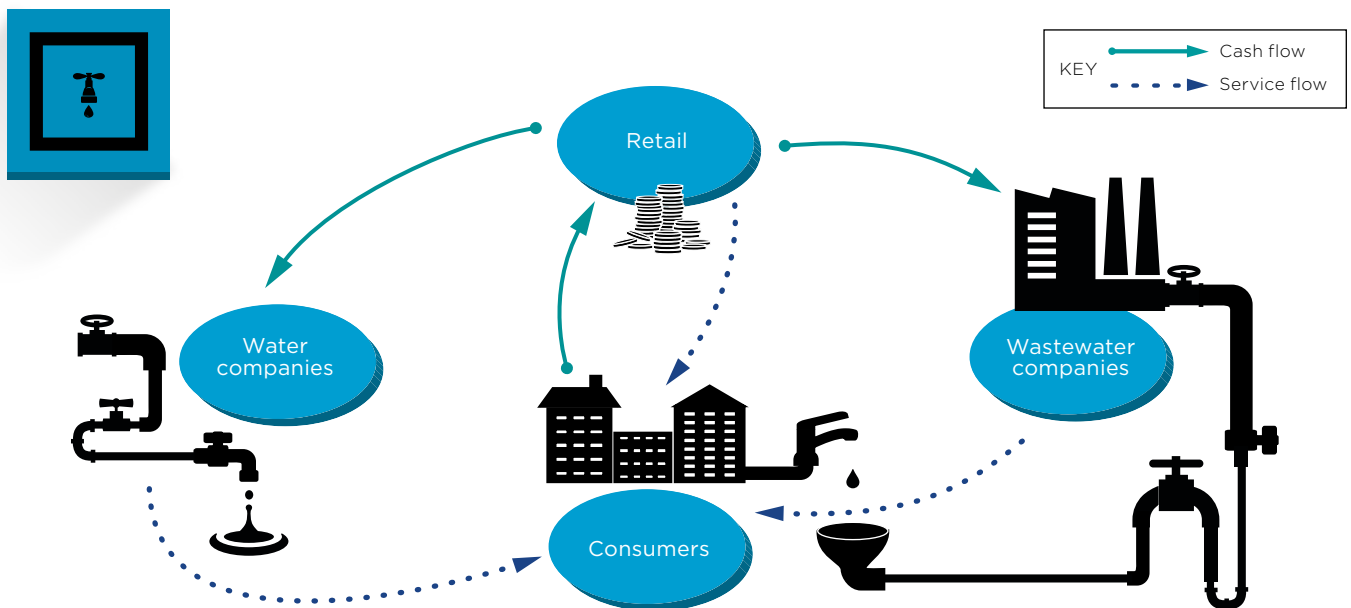 KEY
Cash flow
Service flow
Retail
Water
companies
Wastewater
companies
Consumers